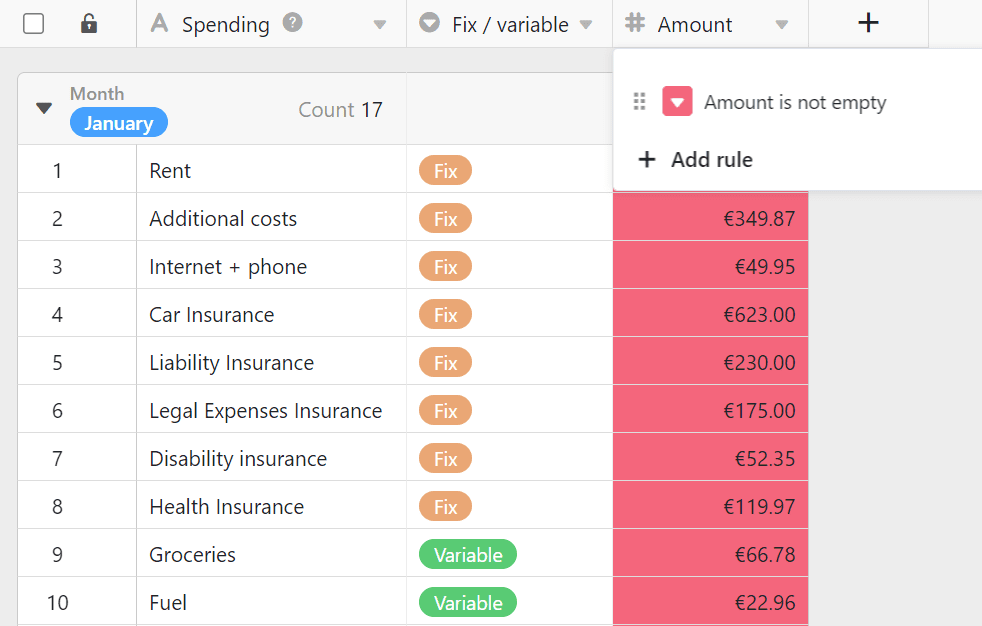 Spending ? Fix / variable Amount
Month
January
Count 17
Amount is not empty
Add rule
1 Rent Fix
2 Additional costs Fix €349.87
3 Internet + phone Fix €49.95
4 Car Insurance Fix €623.00
5 Liability Insurance Fix €230.00
6 Legal Expenses Insurance Fix €175.00
7 Disability insurance Fix €52.35
8 Health Insurance Fix €119.97
9 Groceries Variable €66.78
10 Fuel Variable €22.96